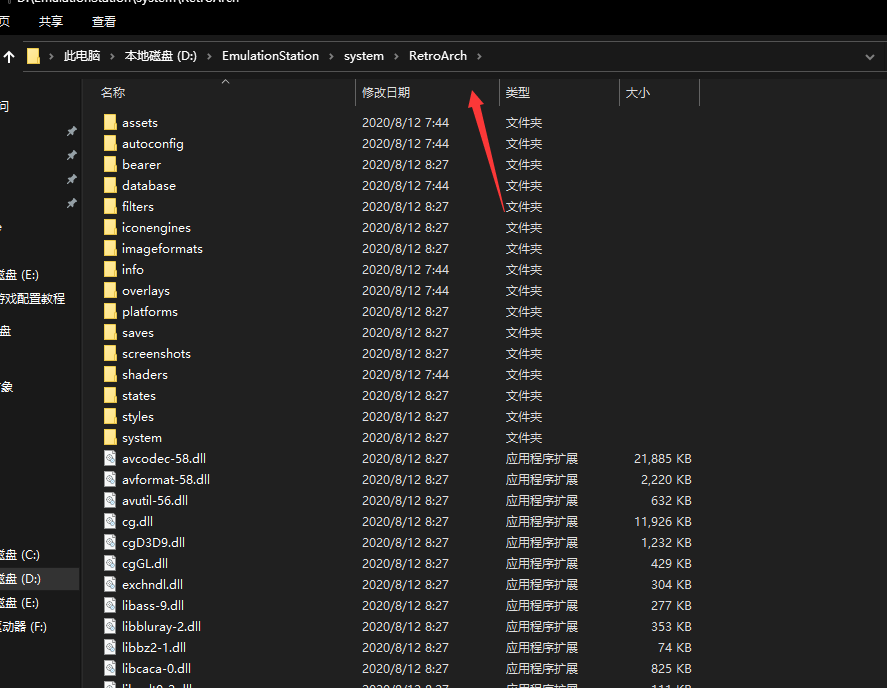 D:\EmulationStation\system\RetroArch
页 共享 查看
此电脑 > 本地磁盘 (D:) > EmulationStation > system > RetroArch >
名称 修改日期 类型 大小
问
assets 2020/8/12 7:44 文件夹
autoconfig 2020/8/12 7:44 文件夹
bearer 2020/8/12 8:27 文件夹
database 2020/8/12 7:44 文件夹
filters 2020/8/12 8:27 文件夹
iconengines 2020/8/12 8:27 文件夹
imageformats 2020/8/12 8:27 文件夹
info 2020/8/12 7:44 文件夹
磁盘 (E:)
overlays 2020/8/12 7:44 文件夹
游戏配置教程
platforms 2020/8/12 8:27 文件夹
saves 2020/8/12 8:27 文件夹
盘
screenshots 2020/8/12 8:27 文件夹
shaders 2020/8/12 7:44 文件夹
象
states 2020/8/12 8:27 文件夹
styles 2020/8/12 8:27 文件夹
system 2020/8/12 8:27 文件夹
avcodec-58.dll 2020/8/12 8:27 应用程序扩展 21,885 KB
avformat-58.dll 2020/8/12 8:27 应用程序扩展 2,220 KB
avutil-56.dll 2020/8/12 8:27 应用程序扩展 632 KB
cg.dll 2020/8/12 8:27 应用程序扩展 11,926 KB
cgD3D9.dll 2020/8/12 8:27 应用程序扩展 1,232 KB
磁盘 (C:)
cgGL.dll 2020/8/12 8:27 应用程序扩展 429 KB
磁盘 (D:)
exchndl.dll 2020/8/12 8:27 应用程序扩展 304 KB
磁盘 (E:)
libass-9.dll 2020/8/12 8:27 应用程序扩展 277 KB
驱动器 (F:)
libbluray-2.dll 2020/8/12 8:27 应用程序扩展 353 KB
libbz2-1.dll 2020/8/12 8:27 应用程序扩展 74 KB
libcaca-0.dll 2020/8/12 8:27 应用程序扩展 825 KB